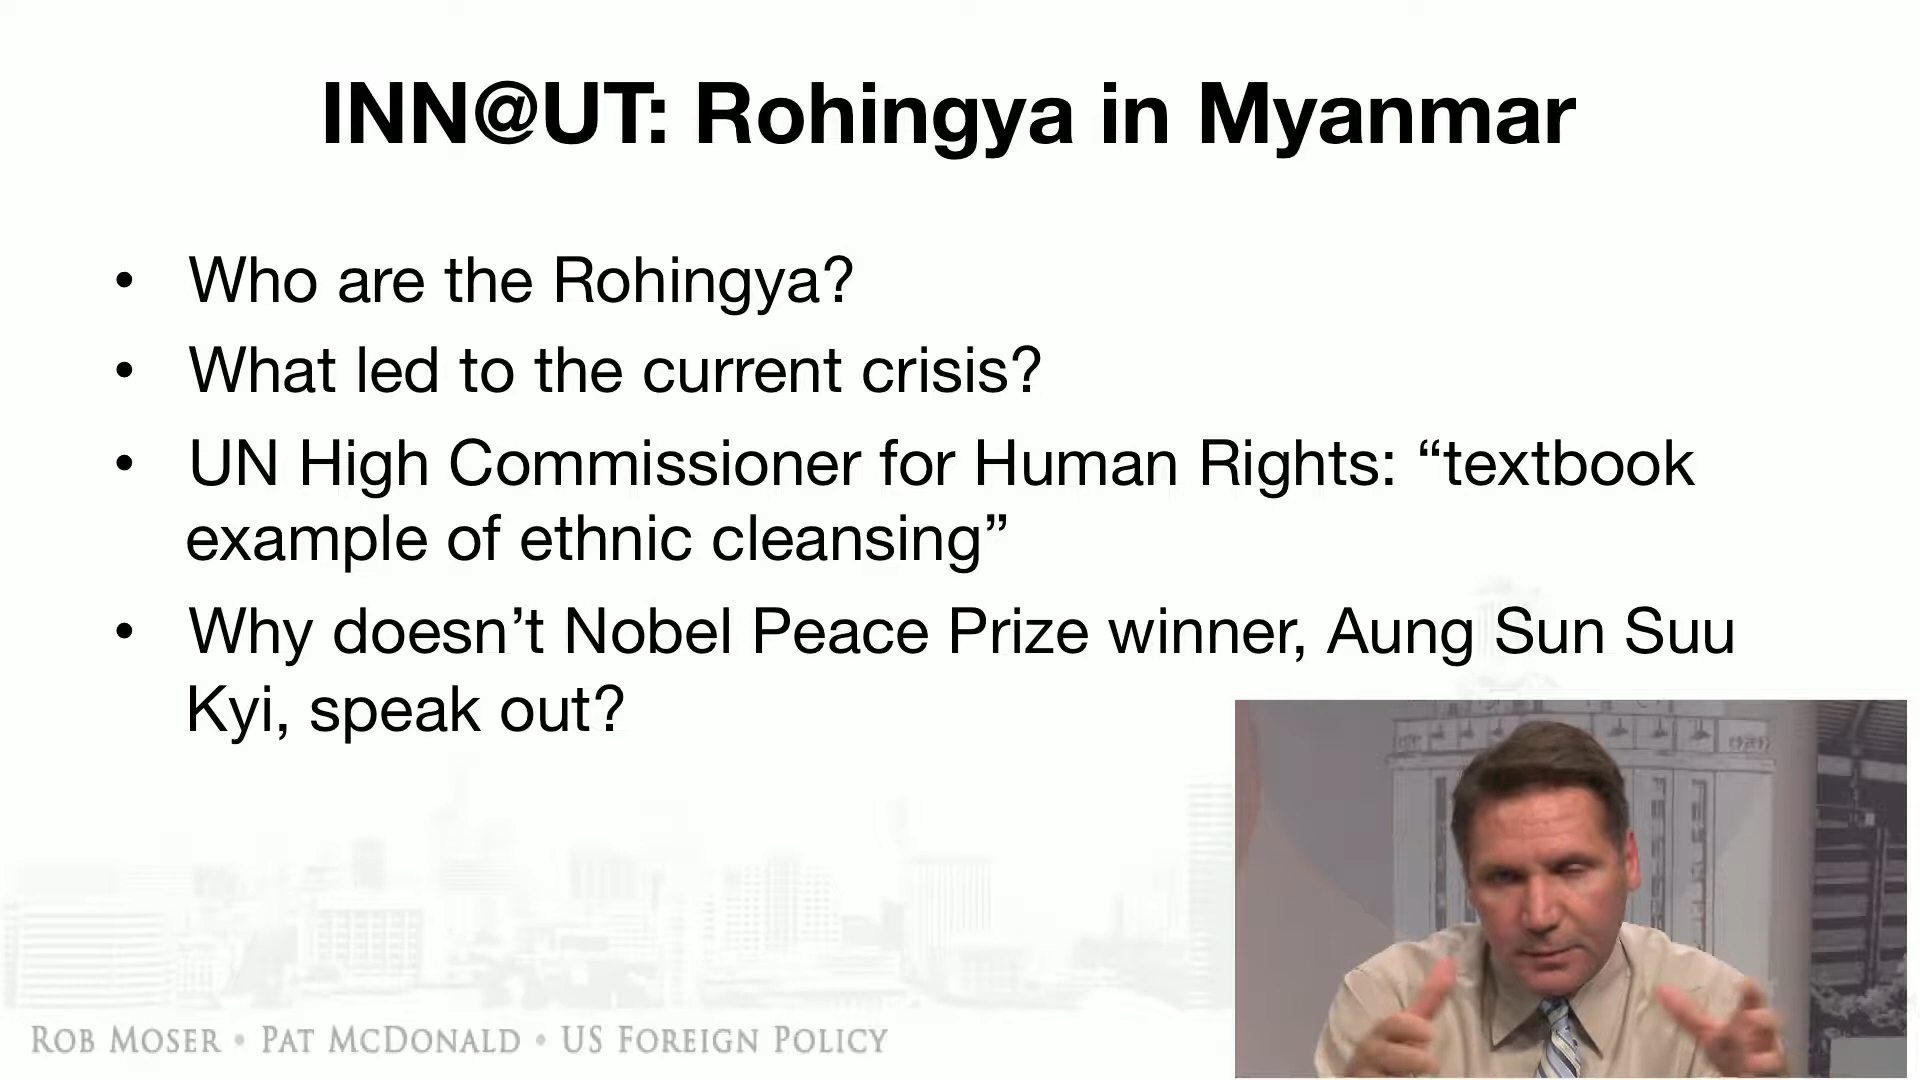 INN@UT: Rohingya in Myanmar
• Who are the Rohingya?
• What led to the current crisis?
• UN High Commissioner for Human Rights: “textbook
example of ethnic cleansing”
• Why doesn’t Nobel Peace Prize winner, Aung Sun Suu
Kyi, speak out?
ROB MOSER • PAT MCDONALD • US FOREIGN POLICY